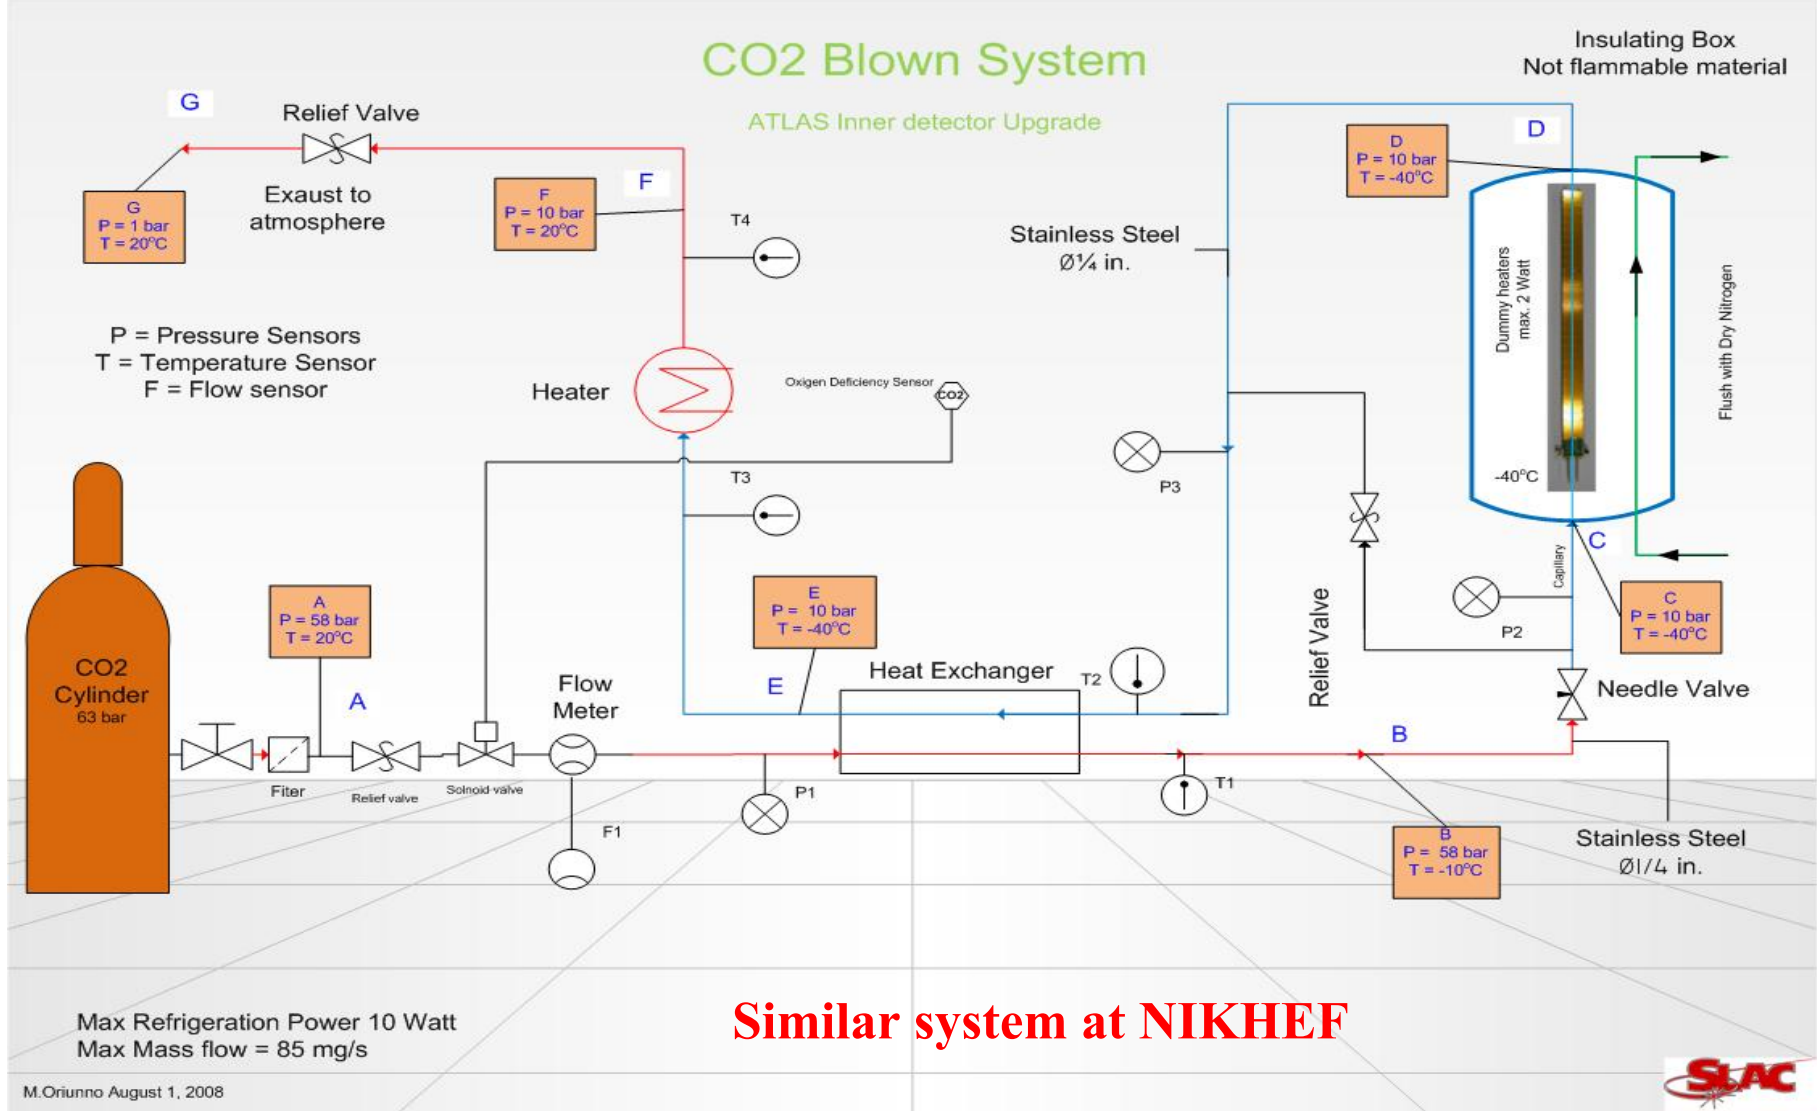 CO2 Blown System
ATLAS Inner detector Upgrade
Insulating Box
Not flammable material
G
Relief Valve
Exaust to
atmosphere
G
P = 1 bar
T = 20°C
F
P = 10 bar
T = 20°C
F
T4
Stainless Steel
Ø¼ in.
D
P = 10 bar
T = -40°C
D
Dummy heaters
max. 2 Watt
-40°C
Flush with Dry Nitrogen
P = Pressure Sensors
T = Temperature Sensor
F = Flow sensor
Heater
Oxigen Deficiency Sensor
CO2
T3
P3
Capillary
C
C
P = 10 bar
T = -40°C
P2
Relief Valve
Needle Valve
A
P = 58 bar
T = 20°C
A
E
P = 10 bar
T = -40°C
E
Heat Exchanger
T2
CO2
Cylinder
63 bar
Flow
Meter
Fiter
Relief valve
Solnoid valve
F1
P1
T1
B
B
P = 58 bar
T = -10°C
Stainless Steel
Ø1/4 in.
Max Refrigeration Power 10 Watt
Max Mass flow = 85 mg/s
Similar system at NIKHEF
M.Oriunno August 1, 2008
SLAC